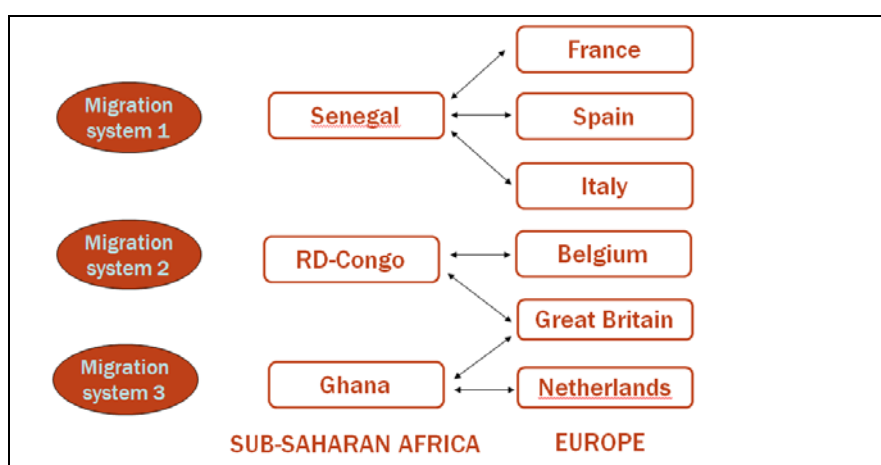 Migration
system 1
Senegal
France
Spain
Italy
Migration
system 2
RD-Congo
Belgium
Great Britain
Migration
system 3
Ghana
Netherlands
SUB-SAHARAN AFRICA
EUROPE